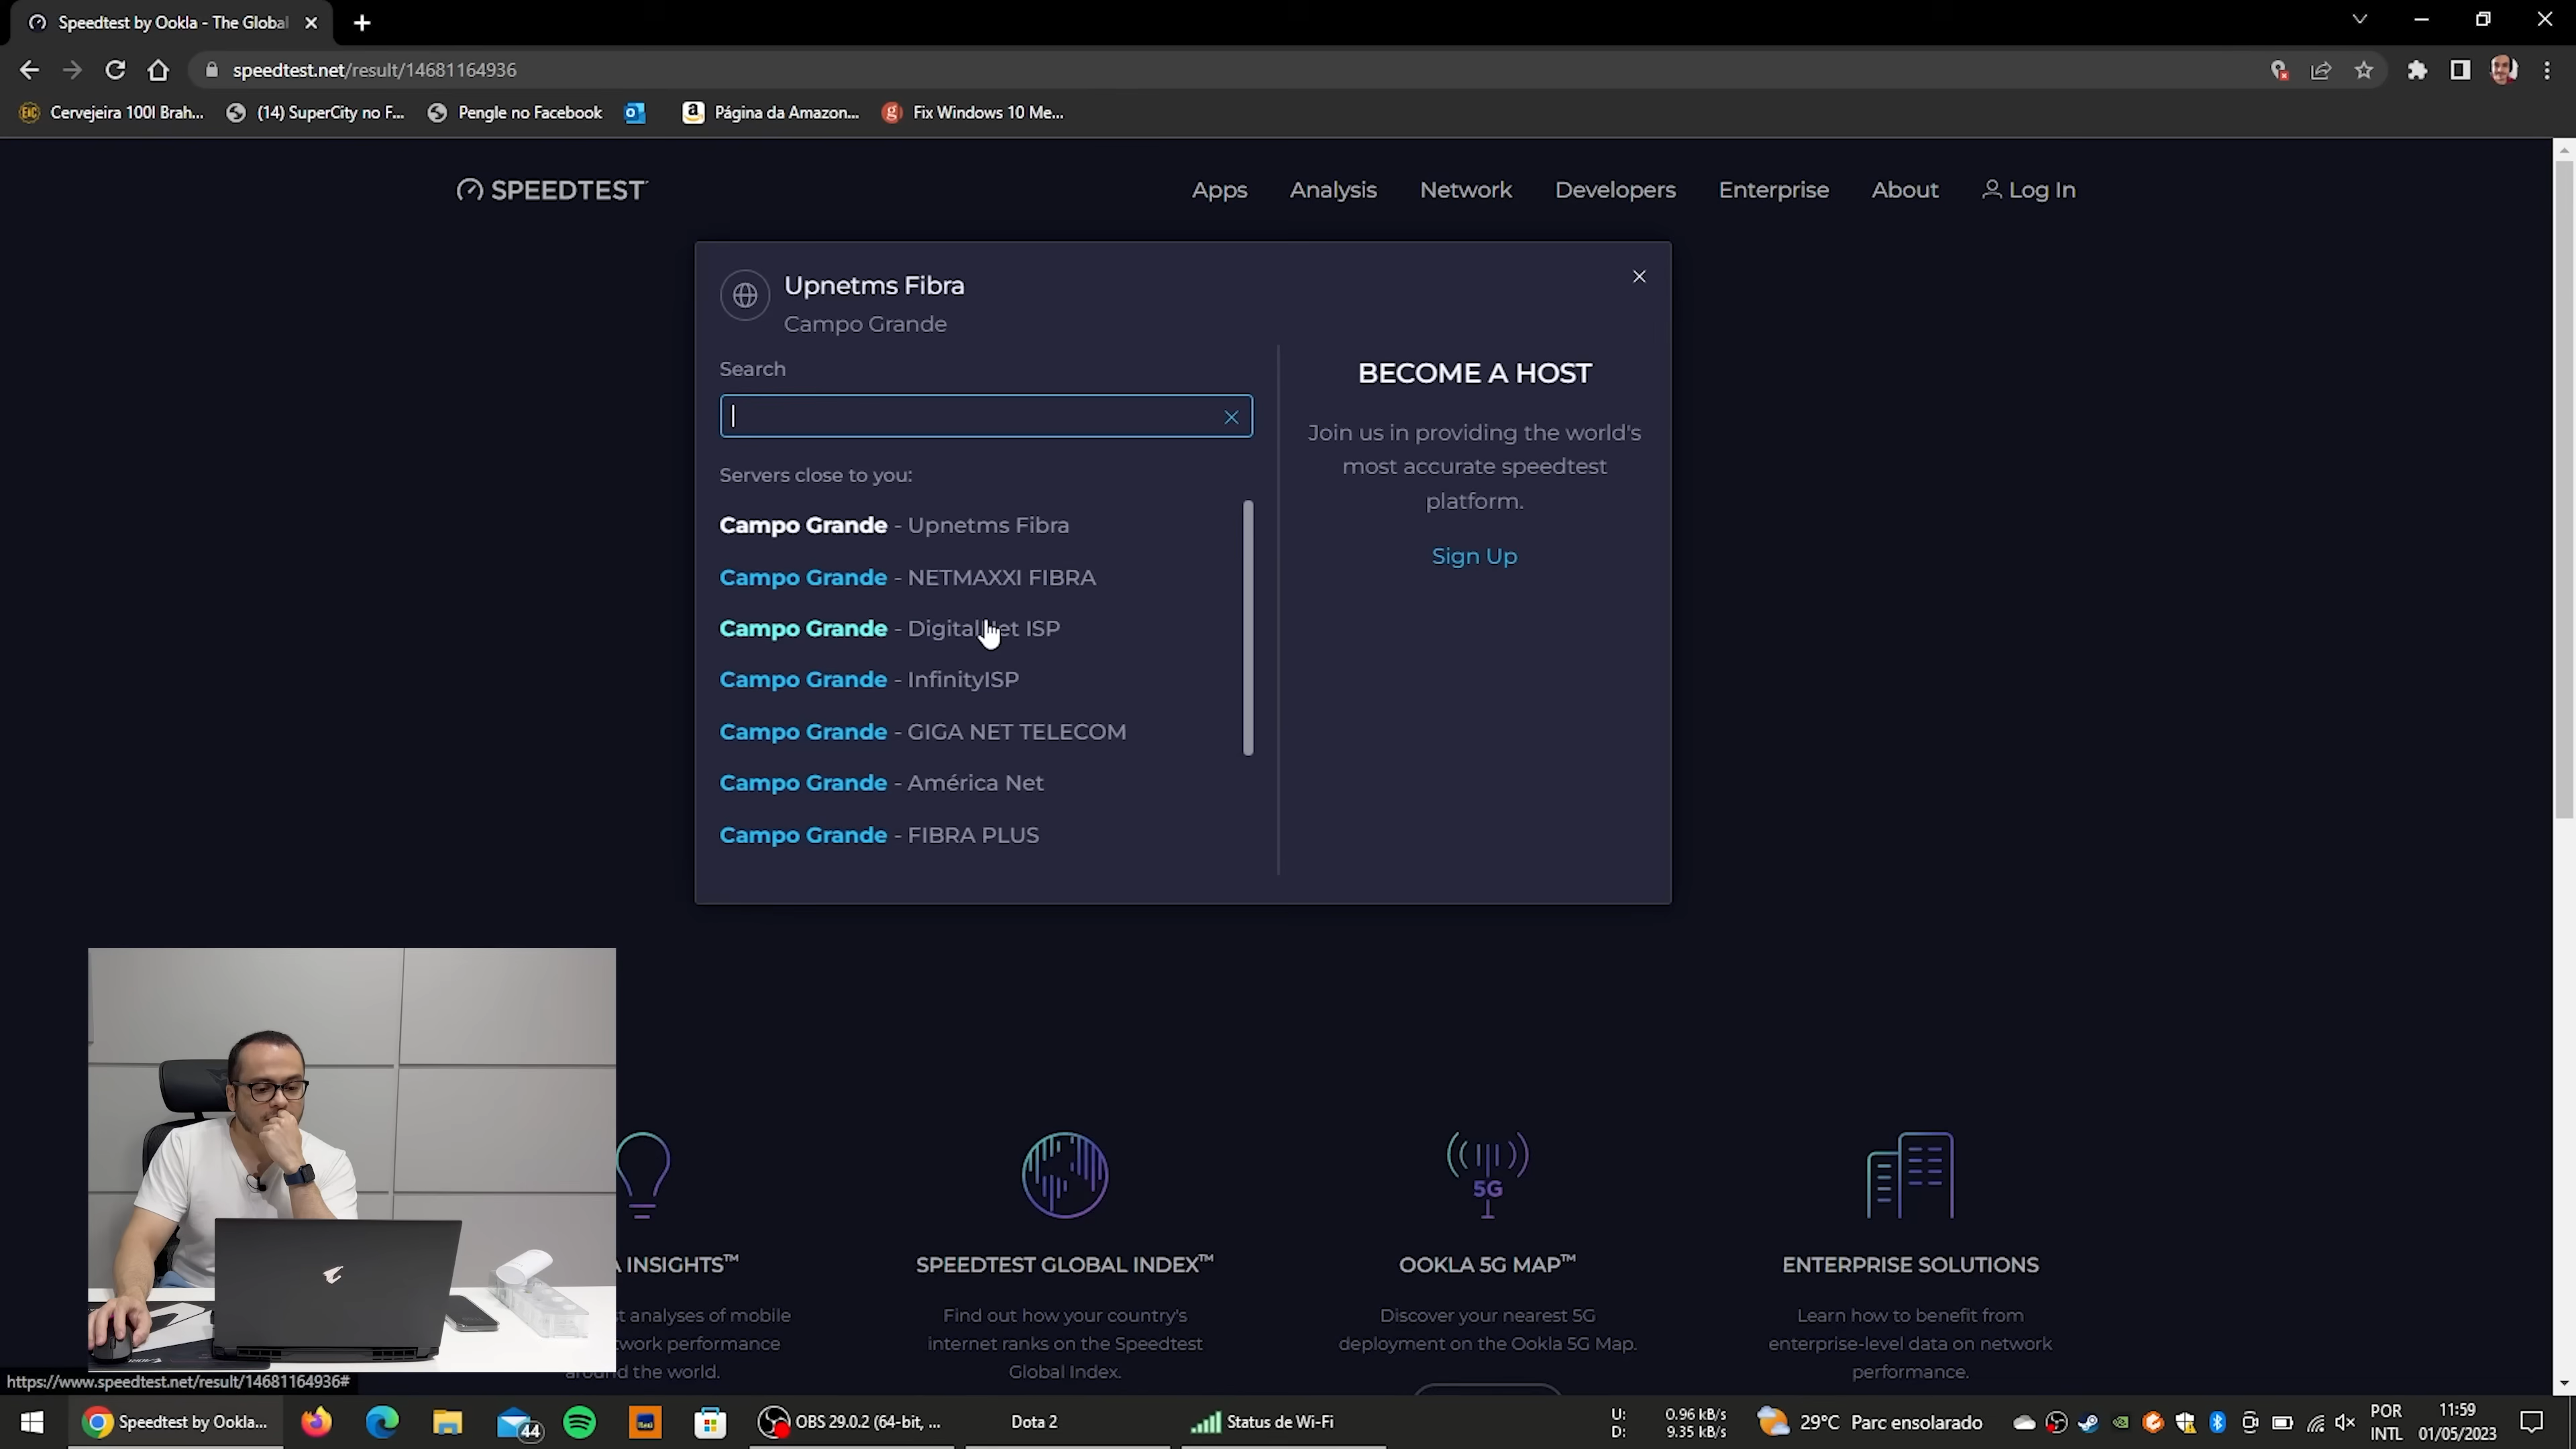 Speedtest by Ookla - The Global
speedtest.net/result/14681164936
Cervejeira 100l Brah...
(14) SuperCity no F...
Pengle no Facebook
Página da Amazon...
Fix Windows 10 Me...
SPEEDTEST
Apps
Analysis
Network
Developers
Enterprise
About
Log In
Upnetms Fibra
Campo Grande
Search
Servers close to you:
Campo Grande - Upnetms Fibra
Campo Grande - NETMAXXI FIBRA
Campo Grande - DigitalNet ISP
Campo Grande - InfinityISP
Campo Grande - GIGA NET TELECOM
Campo Grande - América Net
Campo Grande - FIBRA PLUS
BECOME A HOST
Join us in providing the world's
most accurate speedtest
platform.
Sign Up
INSIGHTS™
t analyses of mobile
work performance
around the world.
SPEEDTEST GLOBAL INDEX™
Find out how your country's
internet ranks on the Speedtest
Global Index.
5G
OOKLA 5G MAP™
Discover your nearest 5G
deployment on the Ookla 5G Map.
ENTERPRISE SOLUTIONS
Learn how to benefit from
enterprise-level data on network
performance.
https://www.speedtest.net/result/14681164936#
Speedtest by Ookla...
44
OBS 29.0.2 (64-bit, ...
Dota 2
Status de Wi-Fi
U: 0.96 kB/s
D: 9.35 kB/s
29°C Parc ensolarado
POR
INTL
11:59
01/05/2023